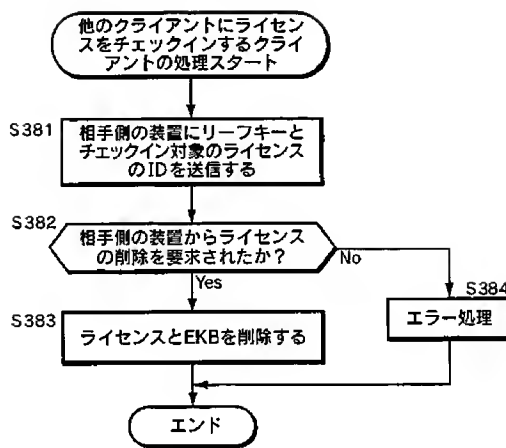 他のクライアントにライセ
ンスをチェックインするクラ
イアントの処理スタート
S381
相手側の装置にリーフキーと
チェックイン対象のライセンス
のIDを送信する
S382
相手側の装置からライセンス
の削除を要求されたか？
No
Yes
S384
エラー処理
S383
ライセンスとEKBを削除する
エンド